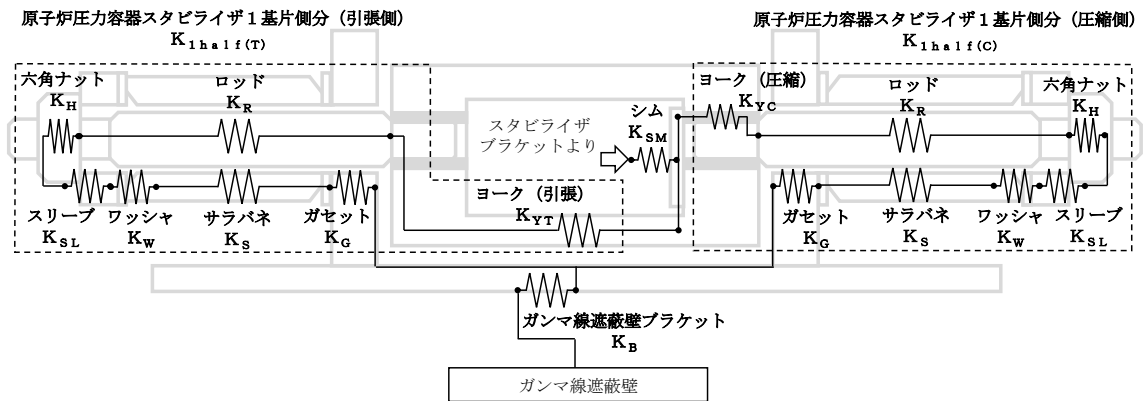 原子炉圧力容器スタビライザ１基片側分（引張側）
K１ｈａｌｆ(T)
原子炉圧力容器スタビライザ１基片側分（圧縮側）
K１ｈａｌｆ(C)
六角ナット
KH
ロッド
KR
シム
KSM
スタビライザ
ブラケットより
ヨーク（圧縮）
KYC
ロッド
KR
六角ナット
KH
スリーブ
KSL
ワッシャ
KW
サラバネ
KS
ガセット
KG
ヨーク（引張）
KYT
ガセット
KG
サラバネ
KS
ワッシャ
KW
スリーブ
KSL
ガンマ線遮蔽壁ブラケット
KB
ガンマ線遮蔽壁